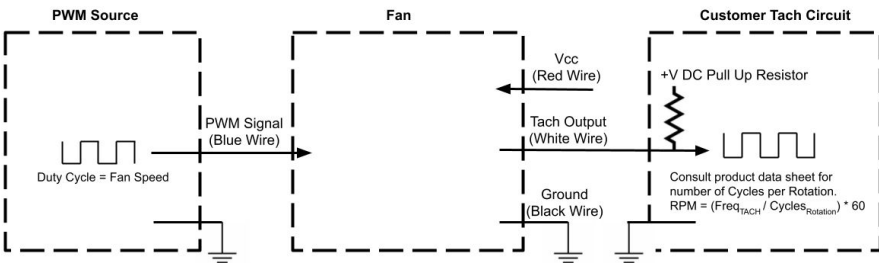 PWM Source
Fan
Customer Tach Circuit
Vcc
(Red Wire)
+V DC Pull Up Resistor
PWM Signal
(Blue Wire)
Tach Output
(White Wire)
Duty Cycle = Fan Speed
Consult product data sheet for
number of Cycles per Rotation.
RPM = (FreqTACH / CyclesRotation) * 60
Ground
(Black Wire)